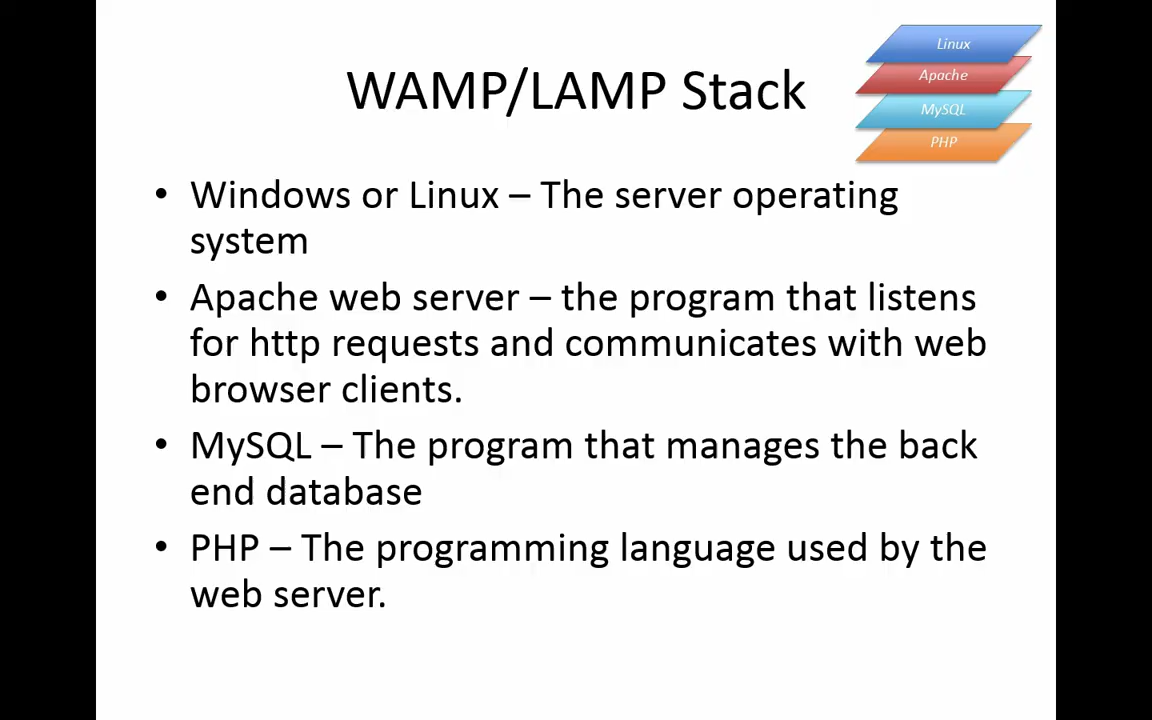 WAMP/LAMP Stack
Linux
Apache
MySQL
PHP
• Windows or Linux – The server operating
system
• Apache web server – the program that listens
for http requests and communicates with web
browser clients.
• MySQL – The program that manages the back
end database
• PHP – The programming language used by the
web server.